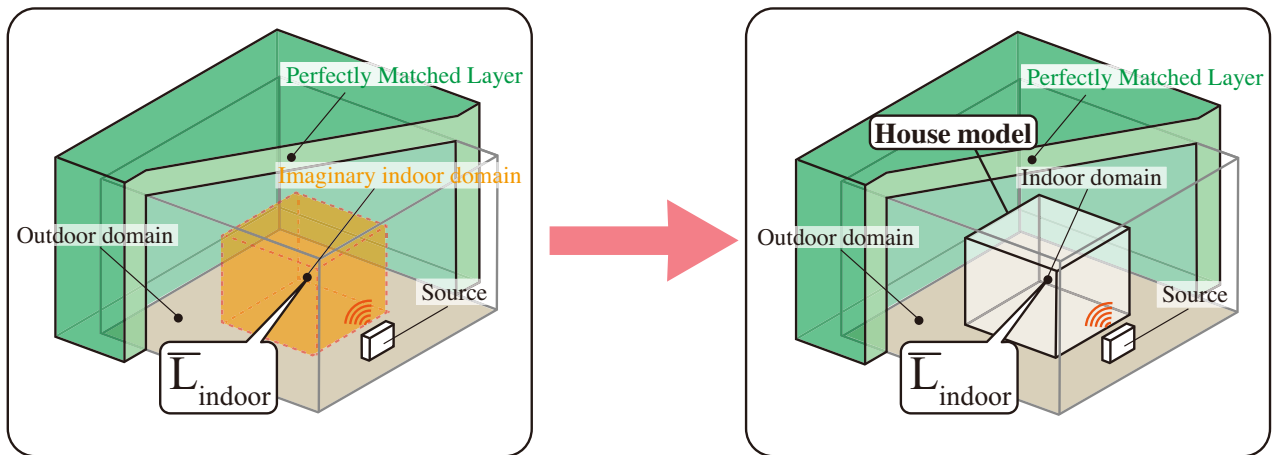 Perfectly Matched Layer
Imaginary indoor domain
Outdoor domain
Source
L̅indoor
Perfectly Matched Layer
House model
Indoor domain
Outdoor domain
Source
L̅indoor